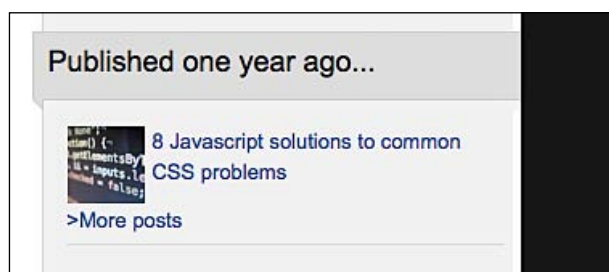 Published one year ago...
8 Javascript solutions to common
CSS problems
>More posts